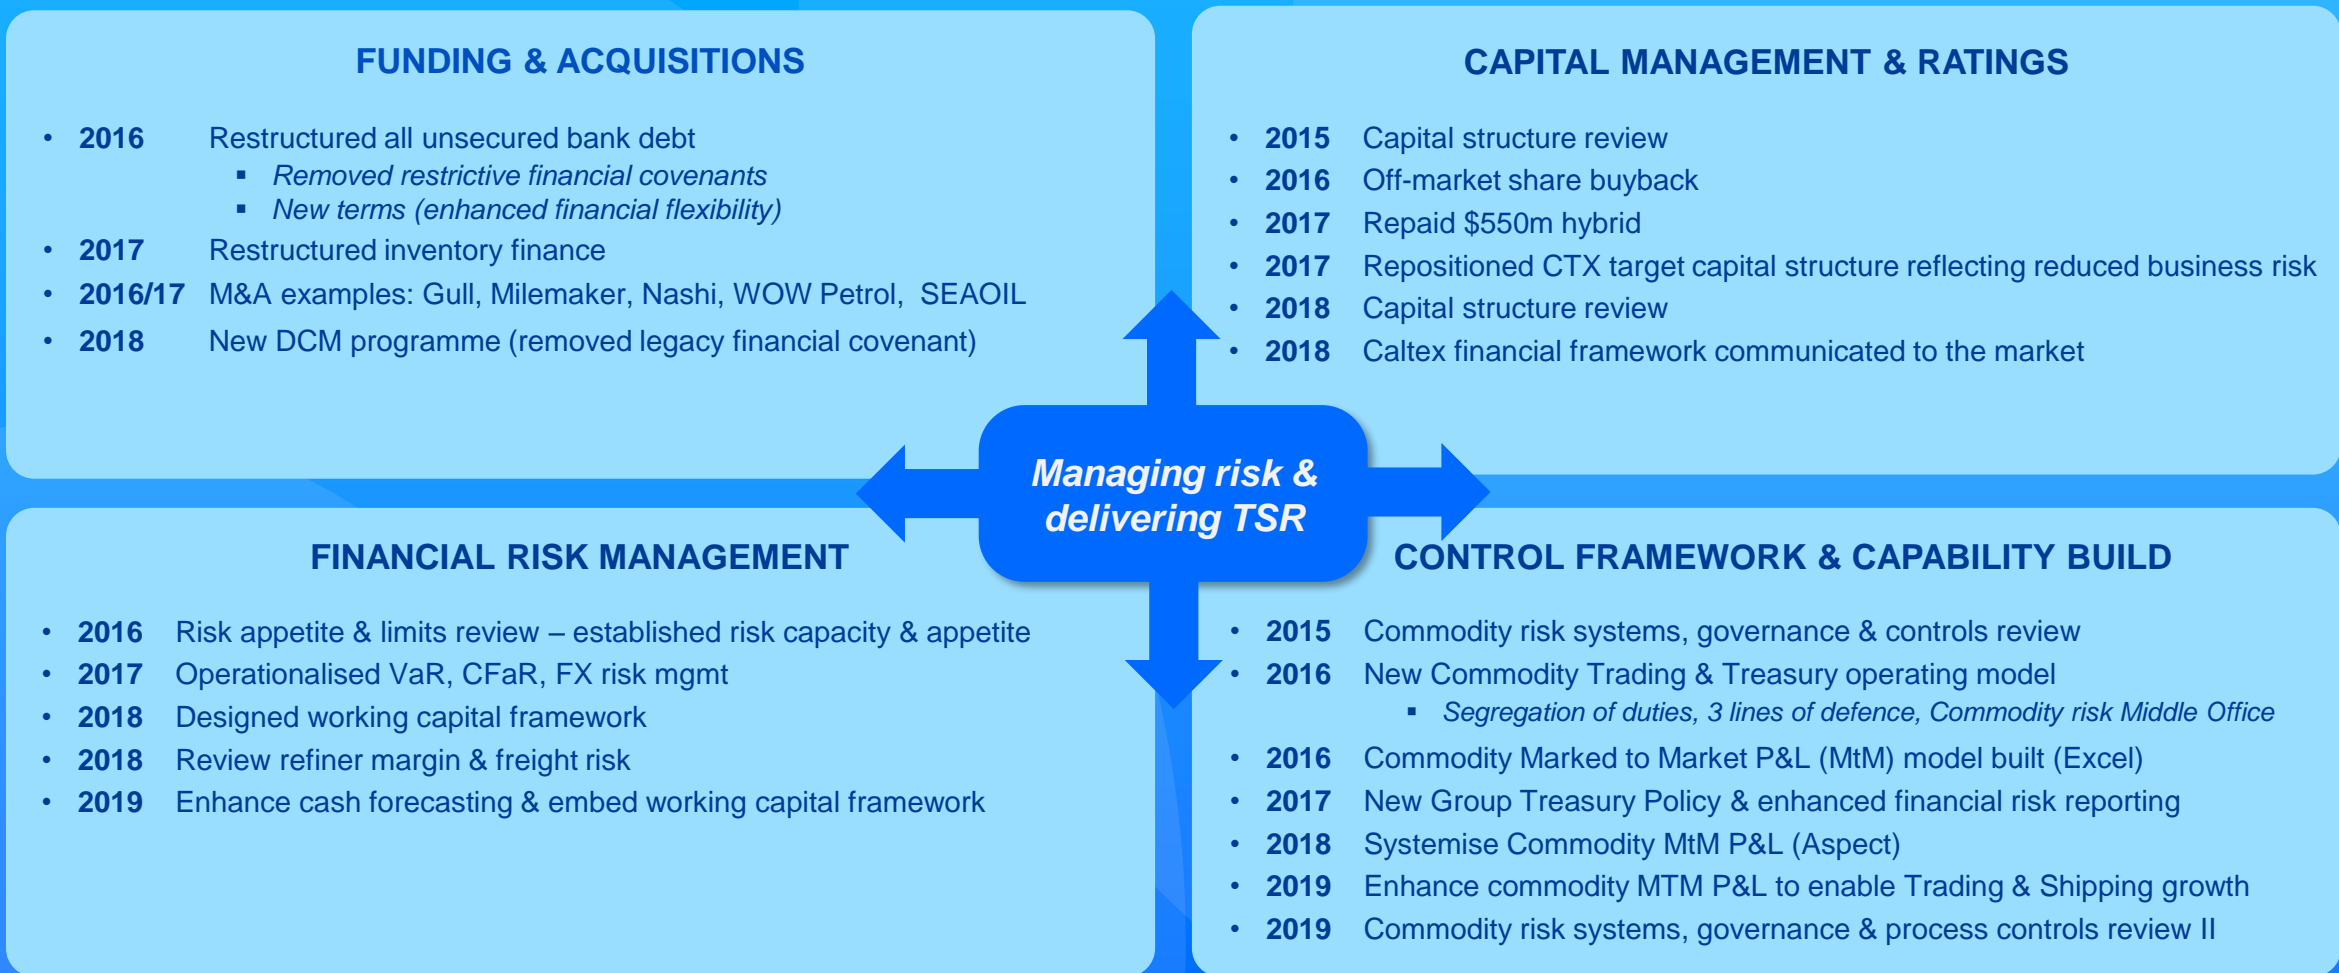 FUNDING & ACQUISITIONS
• 2016 Restructured all unsecured bank debt
▪ Removed restrictive financial covenants
▪ New terms (enhanced financial flexibility)
• 2017 Restructured inventory finance
• 2016/17 M&A examples: Gull, Milemaker, Nashi, WOW Petrol, SEAOIL
• 2018 New DCM programme (removed legacy financial covenant)
CAPITAL MANAGEMENT & RATINGS
• 2015 Capital structure review
• 2016 Off-market share buyback
• 2017 Repaid $550m hybrid
• 2017 Repositioned CTX target capital structure reflecting reduced business risk
• 2018 Capital structure review
• 2018 Caltex financial framework communicated to the market
Managing risk &
delivering TSR
FINANCIAL RISK MANAGEMENT
• 2016 Risk appetite & limits review – established risk capacity & appetite
• 2017 Operationalised VaR, CFaR, FX risk mgmt
• 2018 Designed working capital framework
• 2018 Review refiner margin & freight risk
• 2019 Enhance cash forecasting & embed working capital framework
CONTROL FRAMEWORK & CAPABILITY BUILD
• 2015 Commodity risk systems, governance & controls review
• 2016 New Commodity Trading & Treasury operating model
▪ Segregation of duties, 3 lines of defence, Commodity risk Middle Office
• 2016 Commodity Marked to Market P&L (MtM) model built (Excel)
• 2017 New Group Treasury Policy & enhanced financial risk reporting
• 2018 Systemise Commodity MtM P&L (Aspect)
• 2019 Enhance commodity MTM P&L to enable Trading & Shipping growth
• 2019 Commodity risk systems, governance & process controls review II